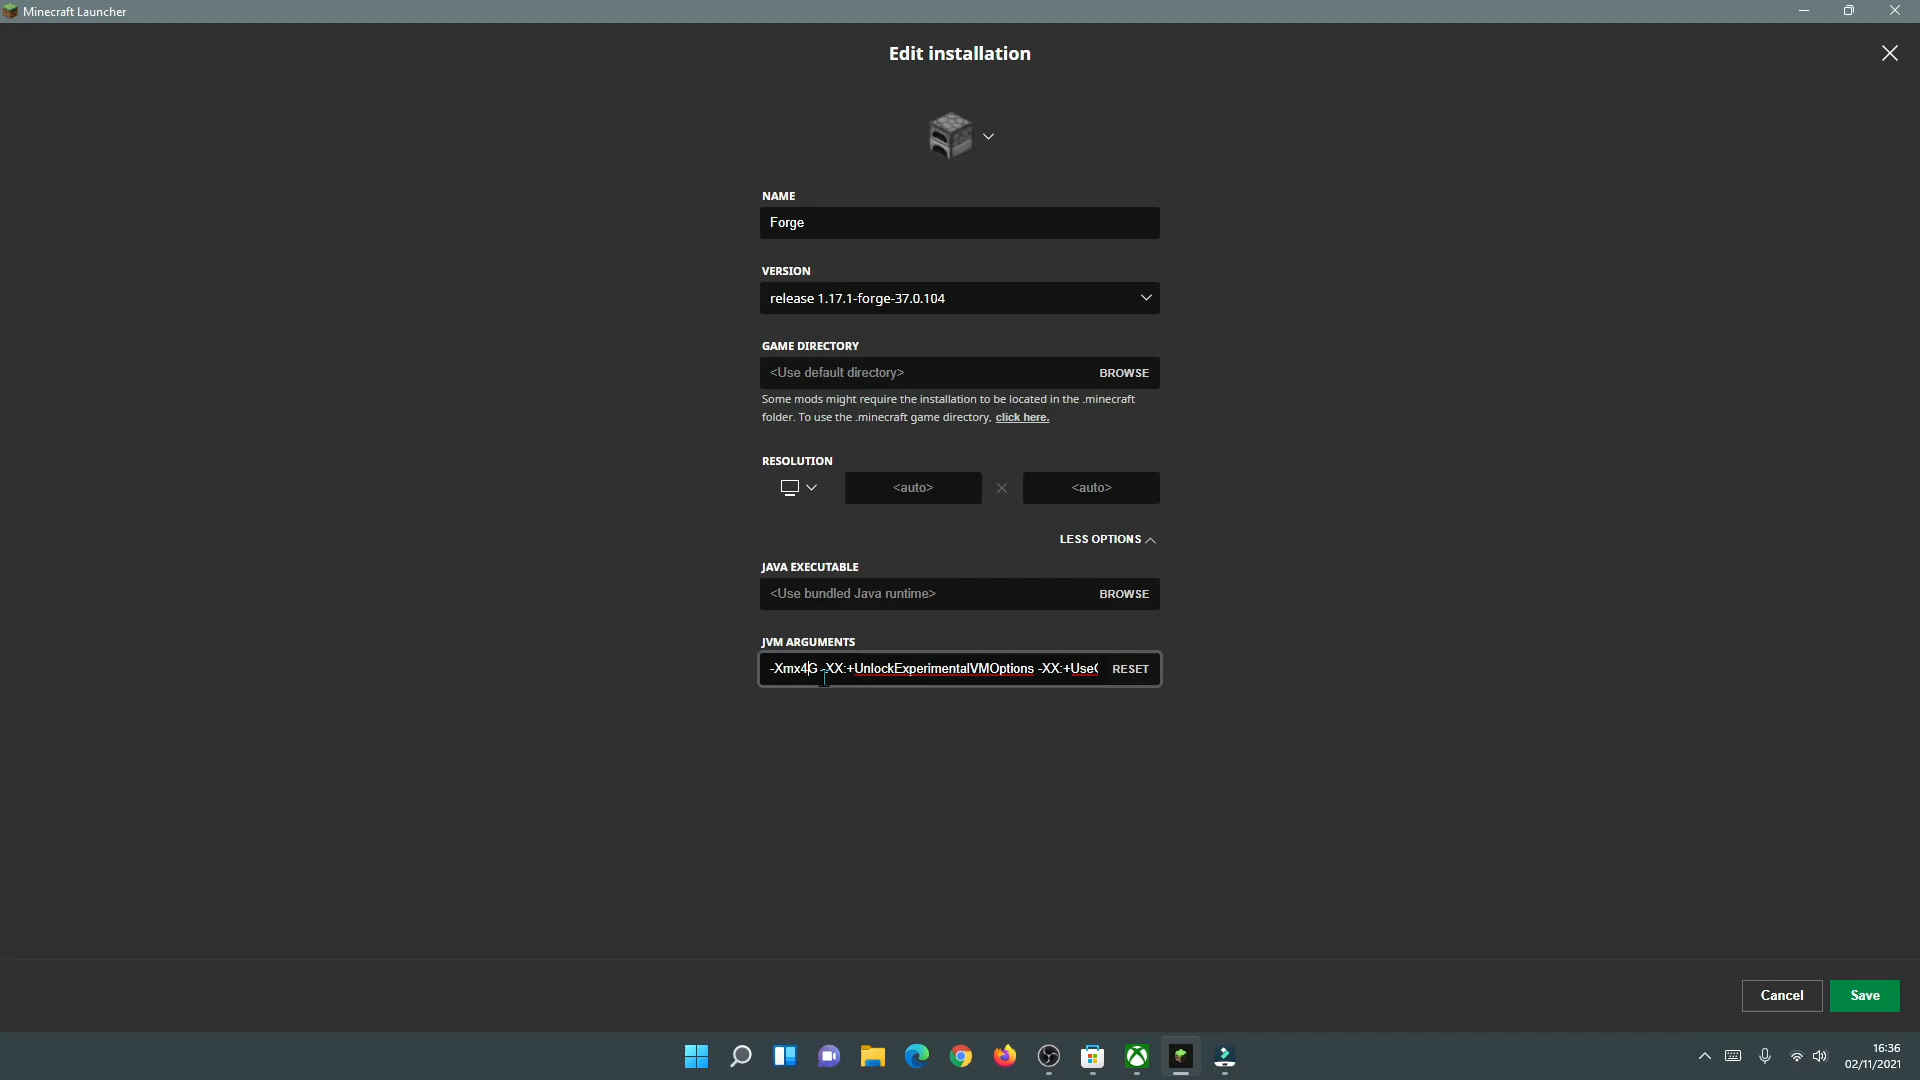 Minecraft Launcher
Edit installation
NAME
Forge
VERSION
release 1.17.1-forge-37.0.104
GAME DIRECTORY
<Use default directory>
BROWSE
Some mods might require the installation to be located in the .minecraft
folder. To use the .minecraft game directory, click here.
RESOLUTION
<auto>
<auto>
LESS OPTIONS
JAVA EXECUTABLE
<Use bundled Java runtime>
BROWSE
JVM ARGUMENTS
-Xmx4G -XX:+UnlockExperimentalVMOptions -XX:+Use
RESET
Cancel
Save
16:36
02/11/2021